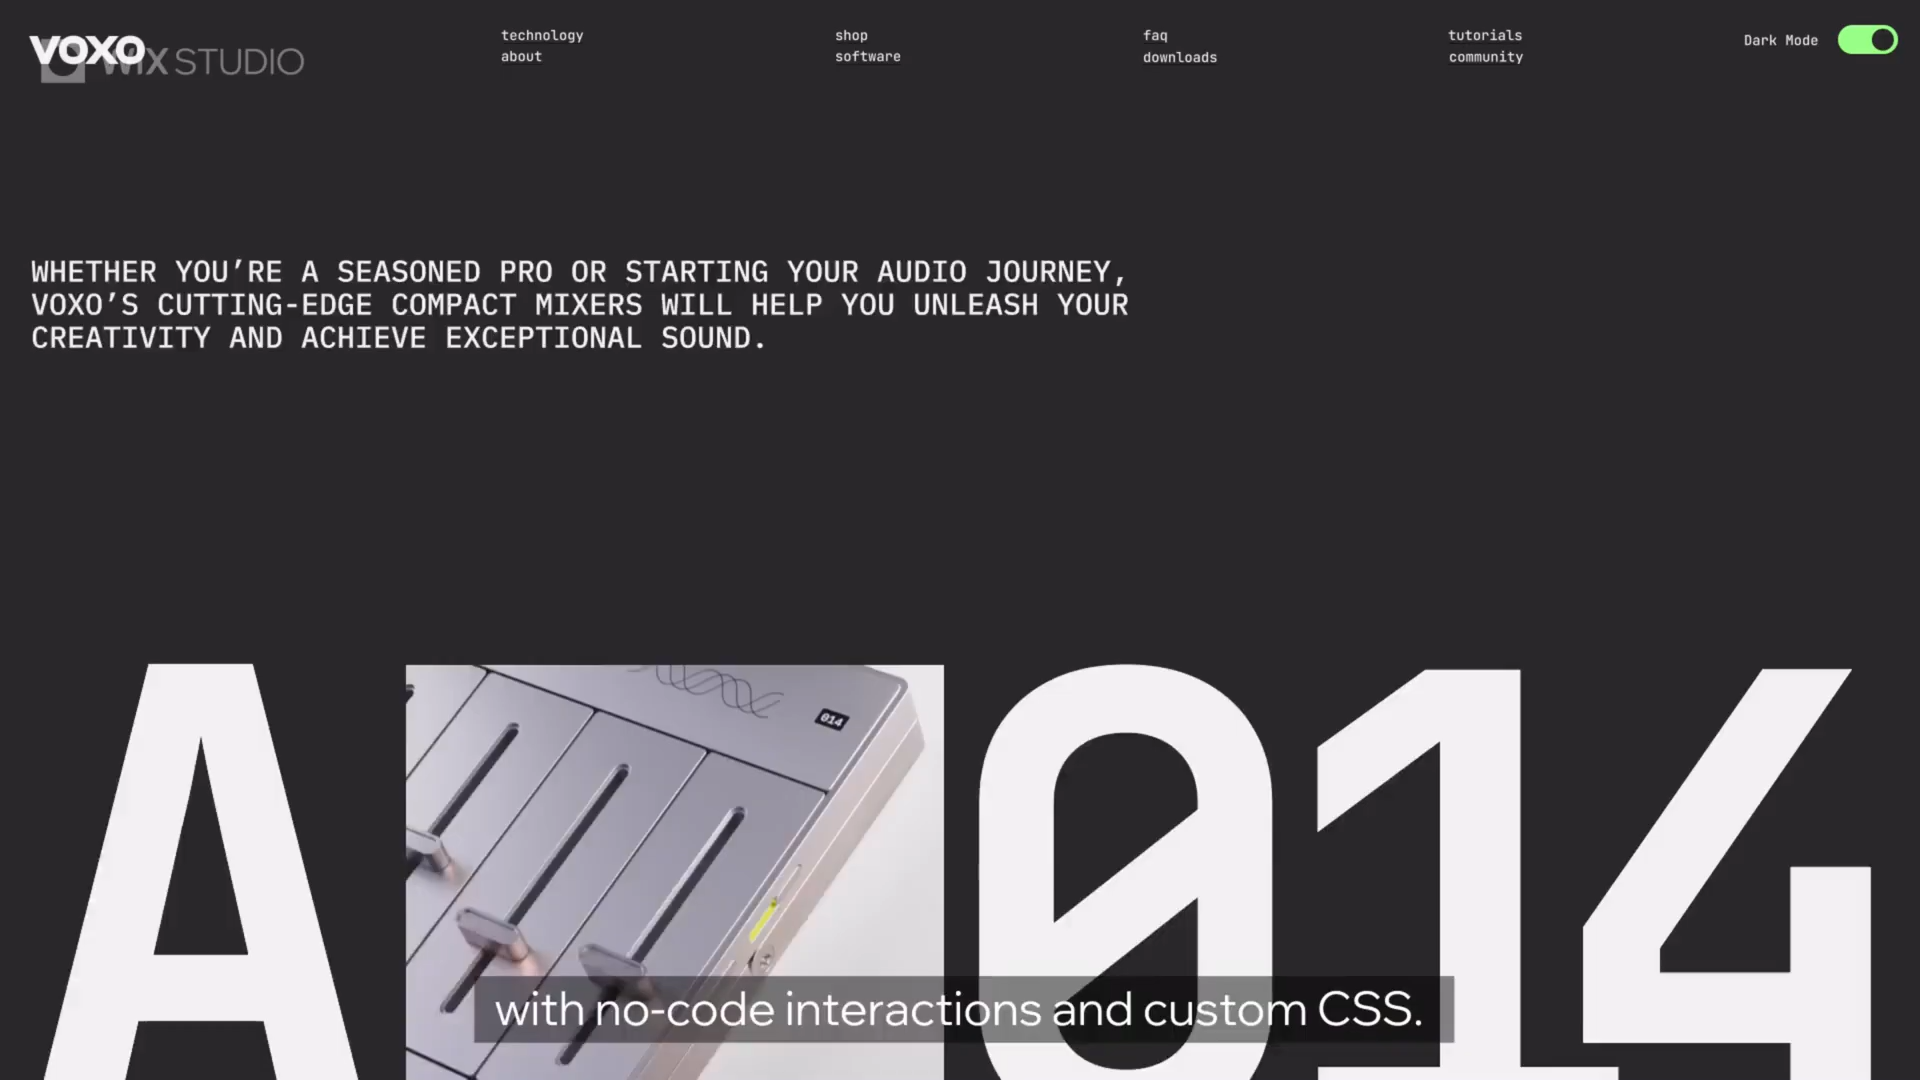 VOXO
WIX STUDIO
technology
about
shop
software
faq
downloads
tutorials
community
Dark Mode
WHETHER YOU’RE A SEASONED PRO OR STARTING YOUR AUDIO JOURNEY,
VOXO’S CUTTING-EDGE COMPACT MIXERS WILL HELP YOU UNLEASH YOUR
CREATIVITY AND ACHIEVE EXCEPTIONAL SOUND.
A 014
014
with no-code interactions and custom CSS.